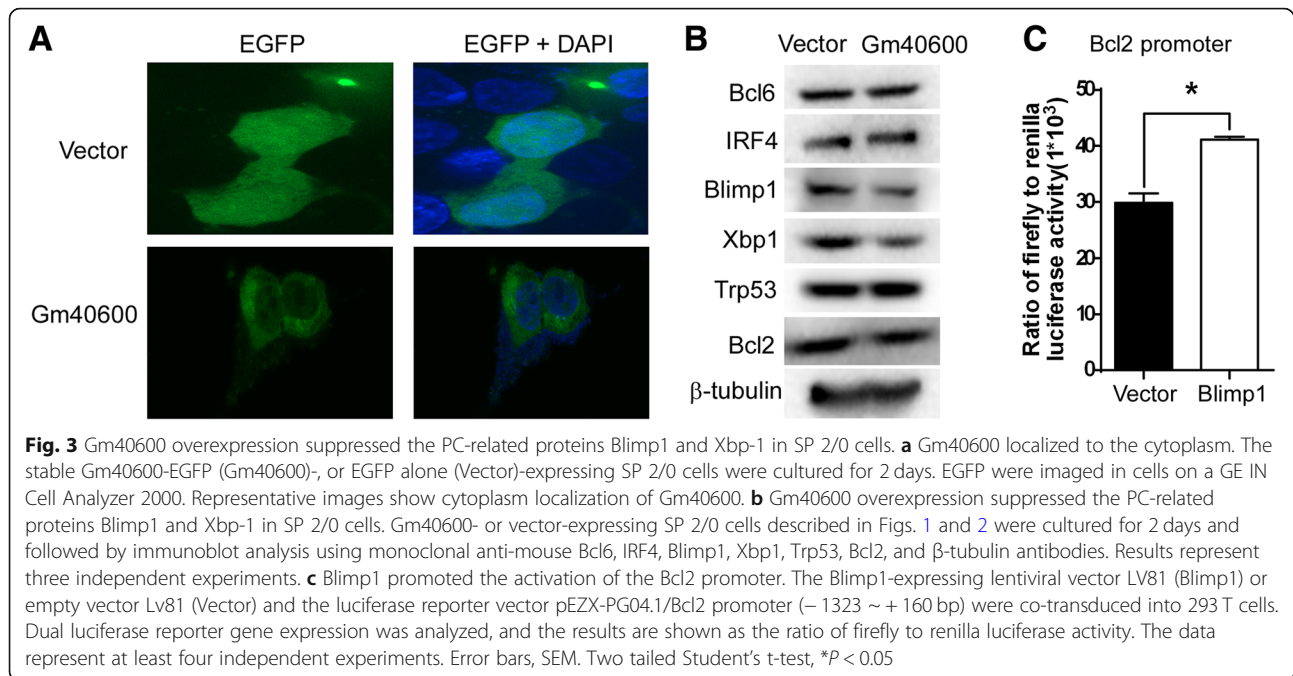 A
EGFP
EGFP + DAPI
Vector
Gm40600
B
Vector Gm40600
Bcl6
IRF4
Blimp1
Xbp1
Trp53
Bcl2
β-tubulin
C
Bcl2 promoter
Ratio of firefly to renilla
luciferase activity(1*10³)
50
40
30
20
10
0
*
Vector Blimp1
Fig. 3 Gm40600 overexpression suppressed the PC-related proteins Blimp1 and Xbp-1 in SP 2/0 cells. a Gm40600 localized to the cytoplasm. The
stable Gm40600-EGFP (Gm40600)-, or EGFP alone (Vector)-expressing SP 2/0 cells were cultured for 2 days. EGFP were imaged in cells on a GE IN
Cell Analyzer 2000. Representative images show cytoplasm localization of Gm40600. b Gm40600 overexpression suppressed the PC-related
proteins Blimp1 and Xbp-1 in SP 2/0 cells. Gm40600- or vector-expressing SP 2/0 cells described in Figs. 1 and 2 were cultured for 2 days and
followed by immunoblot analysis using monoclonal anti-mouse Bcl6, IRF4, Blimp1, Xbp1, Trp53, Bcl2, and β-tubulin antibodies. Results represent
three independent experiments. c Blimp1 promoted the activation of the Bcl2 promoter. The Blimp1-expressing lentiviral vector LV81 (Blimp1) or
empty vector Lv81 (Vector) and the luciferase reporter vector pEZX-PG04.1/Bcl2 promoter (− 1323 ~ + 160 bp) were co-transduced into 293 T cells.
Dual luciferase reporter gene expression was analyzed, and the results are shown as the ratio of firefly to renilla luciferase activity. The data
represent at least four independent experiments. Error bars, SEM. Two tailed Student's t-test, *P < 0.05